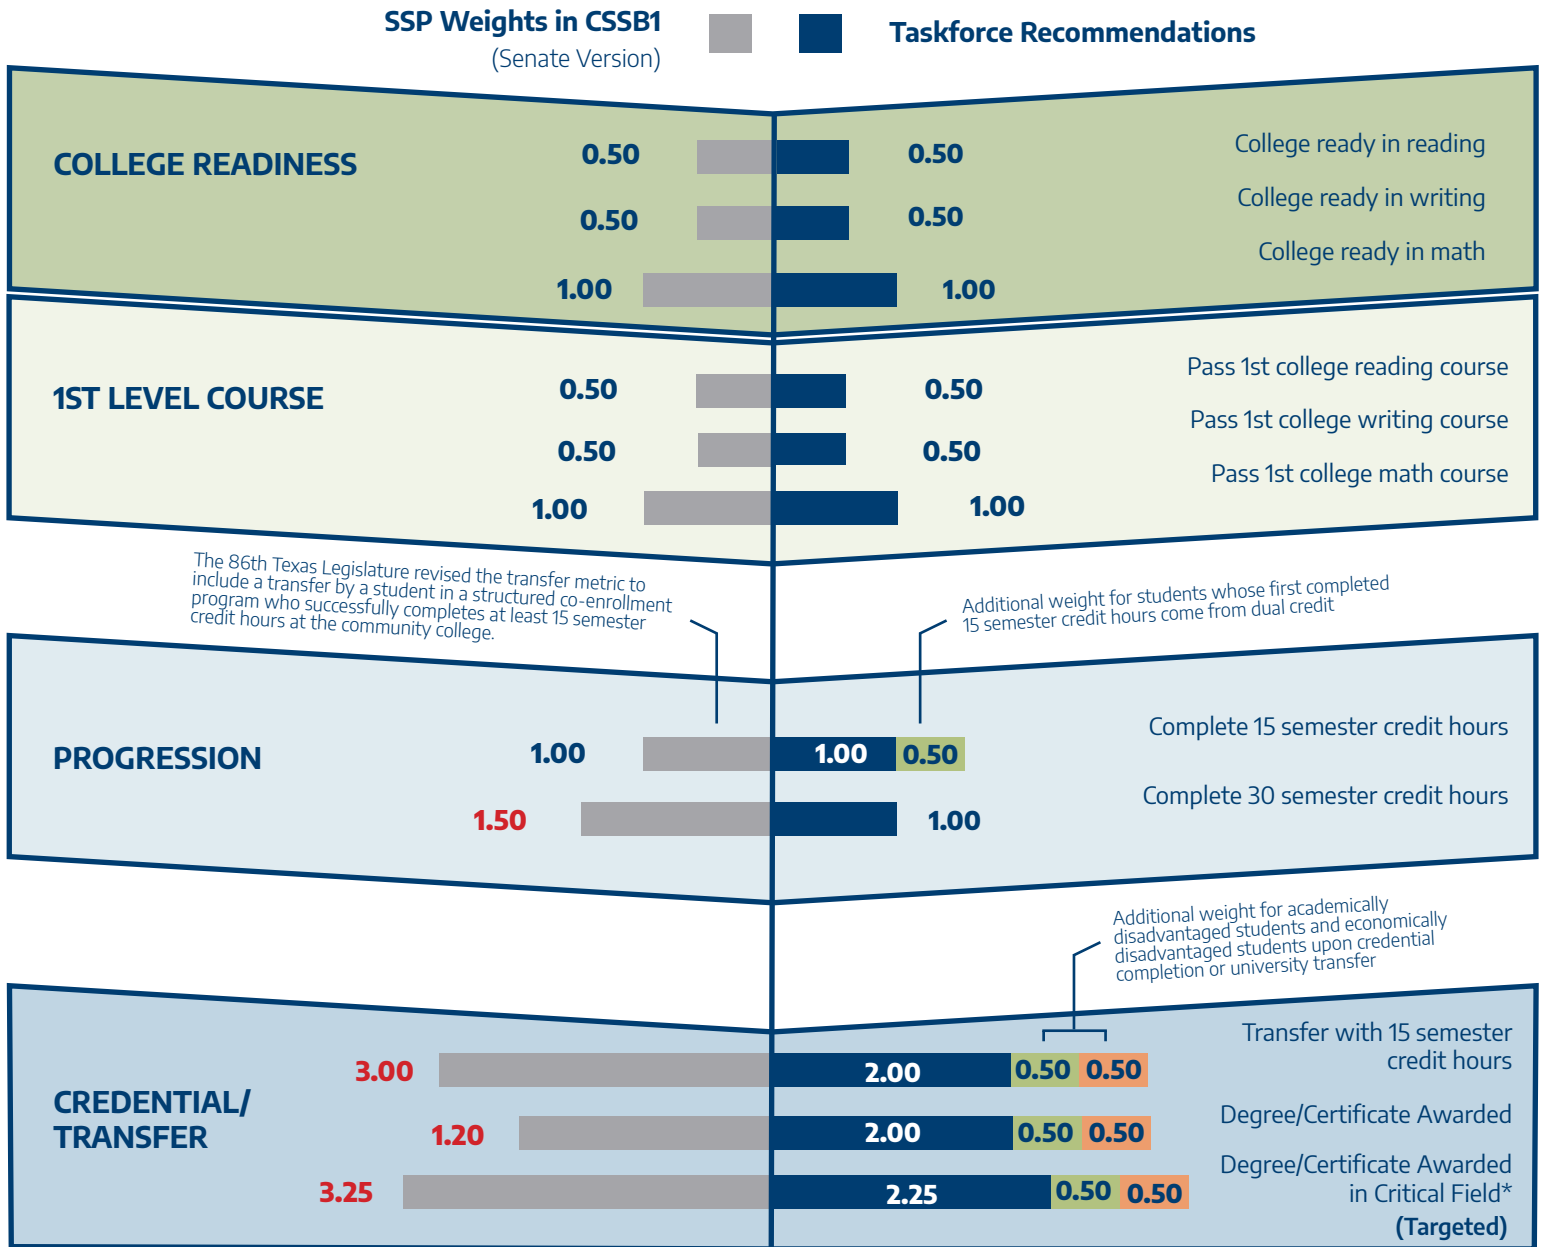 SSP Weights in CSSB1
(Senate Version)
Taskforce Recommendations
COLLEGE READINESS
0.50
0.50
College ready in reading
0.50
0.50
College ready in writing
1.00
1.00
College ready in math
1ST LEVEL COURSE
0.50
0.50
Pass 1st college reading course
0.50
0.50
Pass 1st college writing course
1.00
1.00
Pass 1st college math course
The 86th Texas Legislature revised the transfer metric to
include a transfer by a student in a structured co-enrollment
program who successfully completes at least 15 semester
credit hours at the community college.
Additional weight for students whose first completed
15 semester credit hours come from dual credit
PROGRESSION
1.00
1.00
0.50
Complete 15 semester credit hours
1.50
1.00
Complete 30 semester credit hours
Additional weight for academically
disadvantaged students and economically
disadvantaged students upon credential
completion or university transfer
CREDENTIAL/
TRANSFER
3.00
2.00
0.50
0.50
Transfer with 15 semester
credit hours
1.20
2.00
0.50
0.50
Degree/Certificate Awarded
3.25
2.25
0.50
0.50
Degree/Certificate Awarded
in Critical Field*
(Targeted)